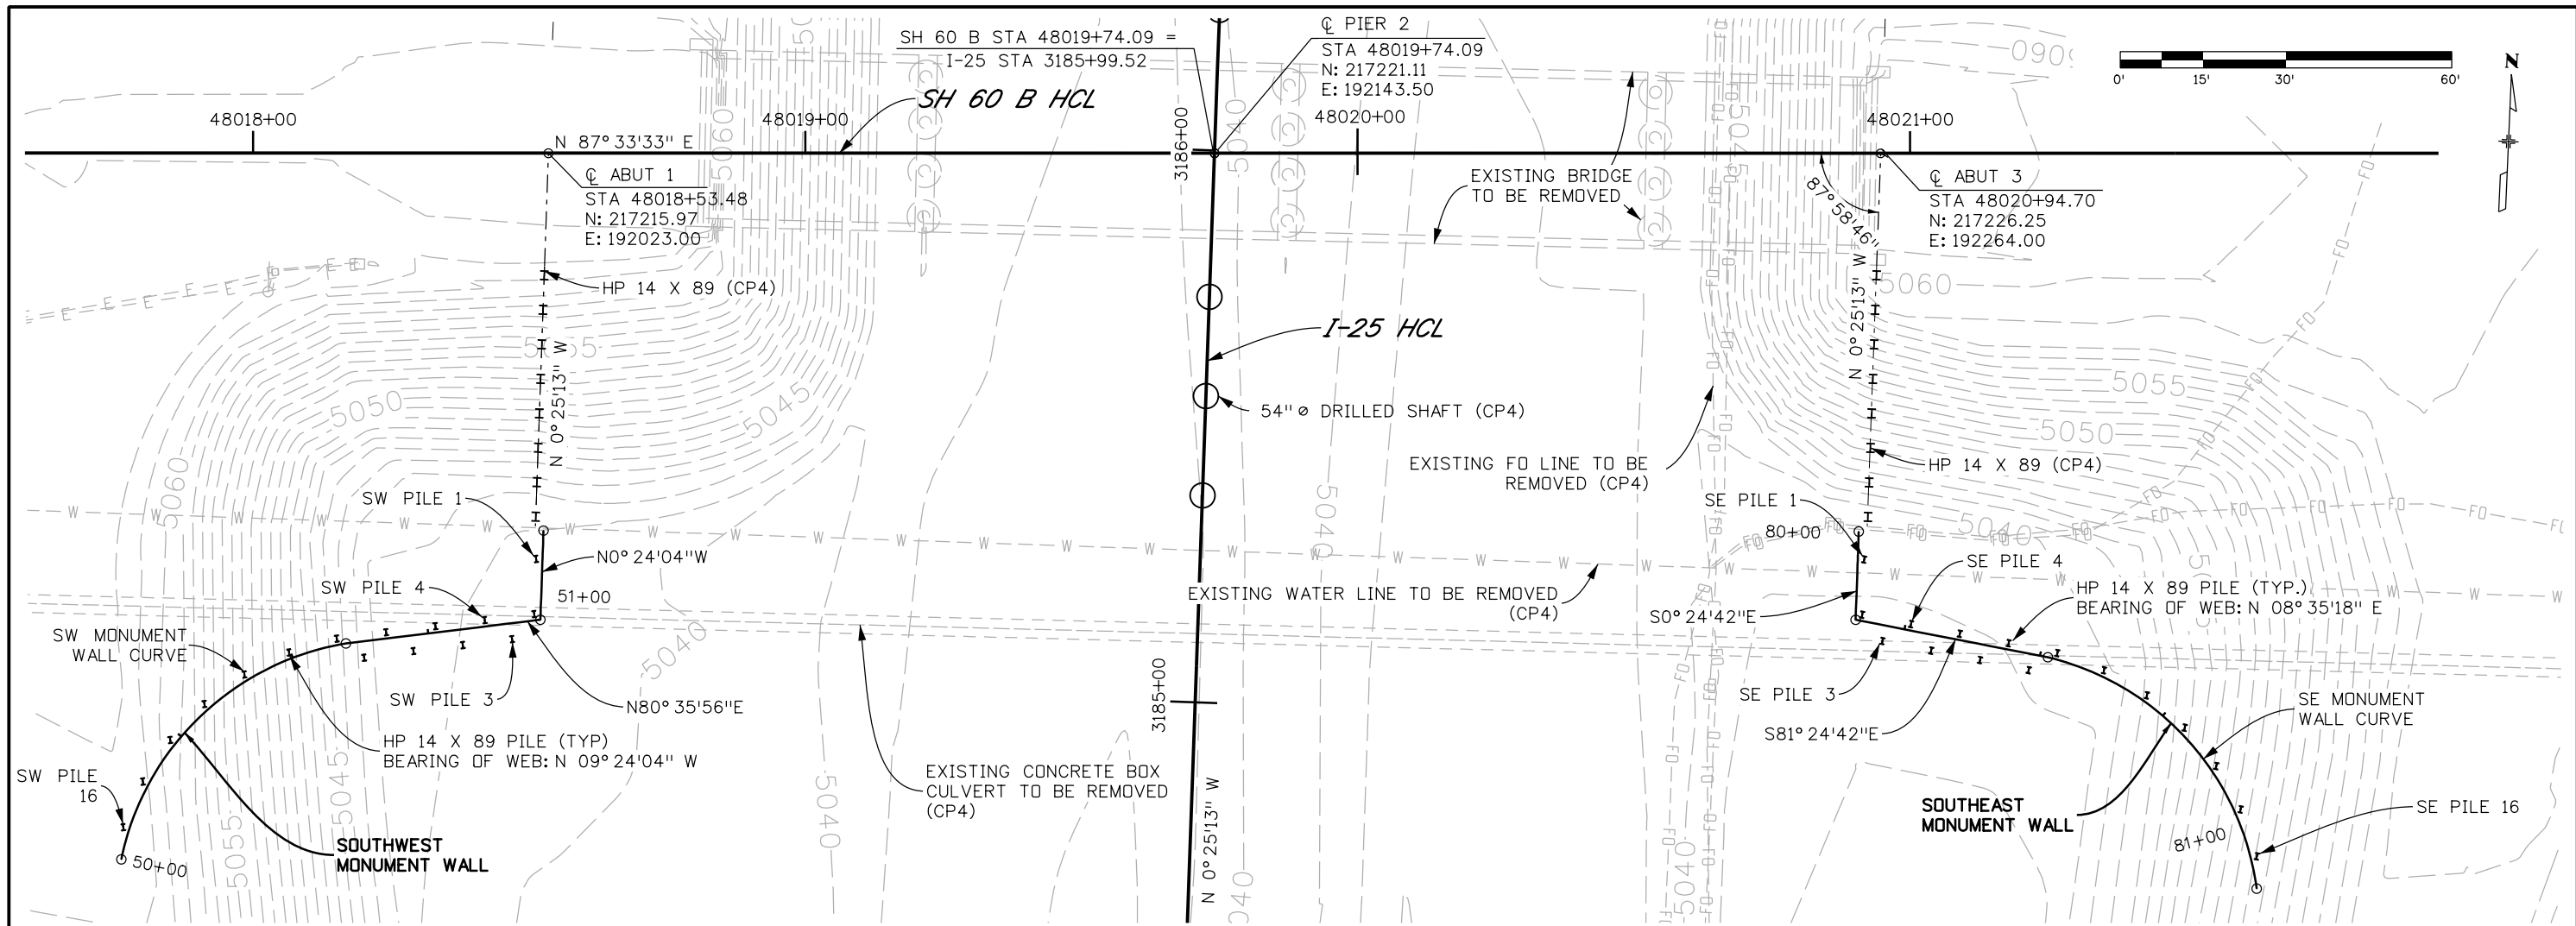 SH 60 B STA 48019+74.09 =
I-25 STA 3185+99.52
℄ PIER 2
STA 48019+74.09
N: 217221.11
E: 192143.50
0' 15' 30' 60'
N
48018+00
48019+00
SH 60 B HCL
3186+00
48020+00
48021+00
N 87°33'33" E
℄ ABUT 1
STA 48018+53.48
N: 217215.97
E: 192023.00
EXISTING BRIDGE
TO BE REMOVED
87°58'46"
℄ ABUT 3
STA 48020+94.70
N: 217226.25
E: 192264.00
5060
5040
5060
HP 14 X 89 (CP4)
N 0°25'13" W
I-25 HCL
54"⌀ DRILLED SHAFT (CP4)
N 0°25'13" W
5050
5045
5055
5050
EXISTING FO LINE TO BE
REMOVED (CP4)
HP 14 X 89 (CP4)
5060
5040
5040
SW PILE 1
N0°24'04"W
SW PILE 4
51+00
SW MONUMENT
WALL CURVE
SW PILE 3
N80°35'56"E
5040
HP 14 X 89 PILE (TYP)
BEARING OF WEB: N 09°24'04" W
SW PILE
16
50+00
SOUTHWEST
MONUMENT WALL
5045
5055
5040
EXISTING CONCRETE BOX
CULVERT TO BE REMOVED
(CP4)
EXISTING WATER LINE TO BE REMOVED
(CP4)
3185+00
N 0°25'13" W
SE PILE 1
80+00
SE PILE 4
HP 14 X 89 PILE (TYP.)
BEARING OF WEB: N 08°35'18" E
S0°24'42"E
SE PILE 3
S81°24'42"E
SE MONUMENT
WALL CURVE
SOUTHEAST
MONUMENT WALL
SE PILE 16
81+00
5040